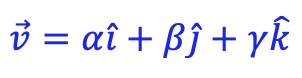 v⃗ = αî + βĵ + γk̂